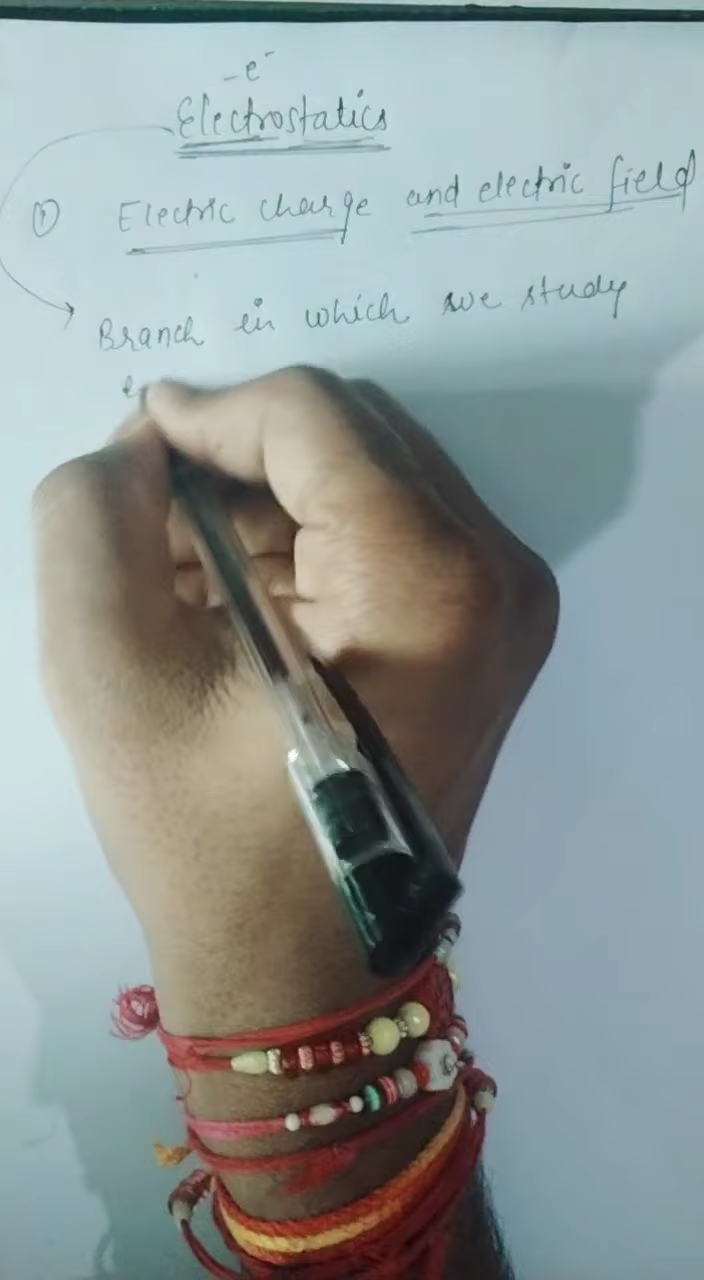 -e-
Electrostatics
① Electric charge and electric field
Branch in which we study